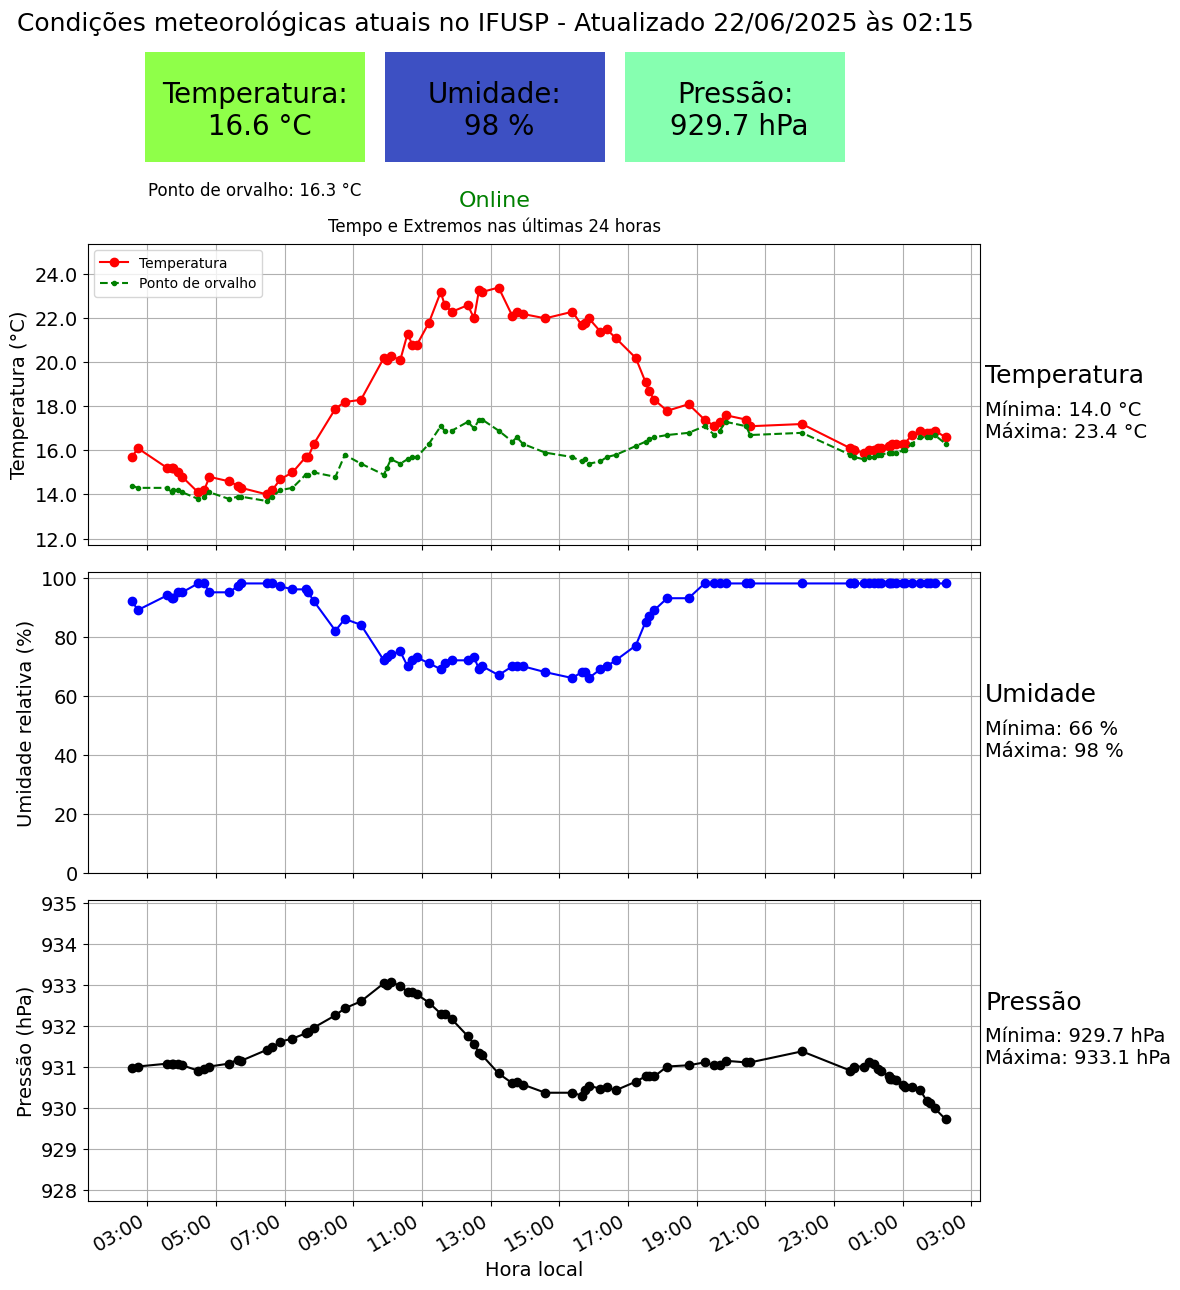 Condições meteorológicas atuais no IFUSP - Atualizado 22/06/2025 às 02:15
Temperatura:
16.6 °C
Umidade:
98 %
Pressão:
929.7 hPa
Ponto de orvalho: 16.3 °C
Online
Tempo e Extremos nas últimas 24 horas
Temperatura
Ponto de orvalho
Temperatura (°C)
24.0
22.0
20.0
18.0
16.0
14.0
12.0
Temperatura
Mínima: 14.0 °C
Máxima: 23.4 °C
Umidade relativa (%)
100
80
60
40
20
0
Umidade
Mínima: 66 %
Máxima: 98 %
Pressão (hPa)
935
934
933
932
931
930
929
928
Pressão
Mínima: 929.7 hPa
Máxima: 933.1 hPa
03:00
05:00
07:00
09:00
11:00
13:00
15:00
17:00
19:00
21:00
23:00
01:00
03:00
Hora local